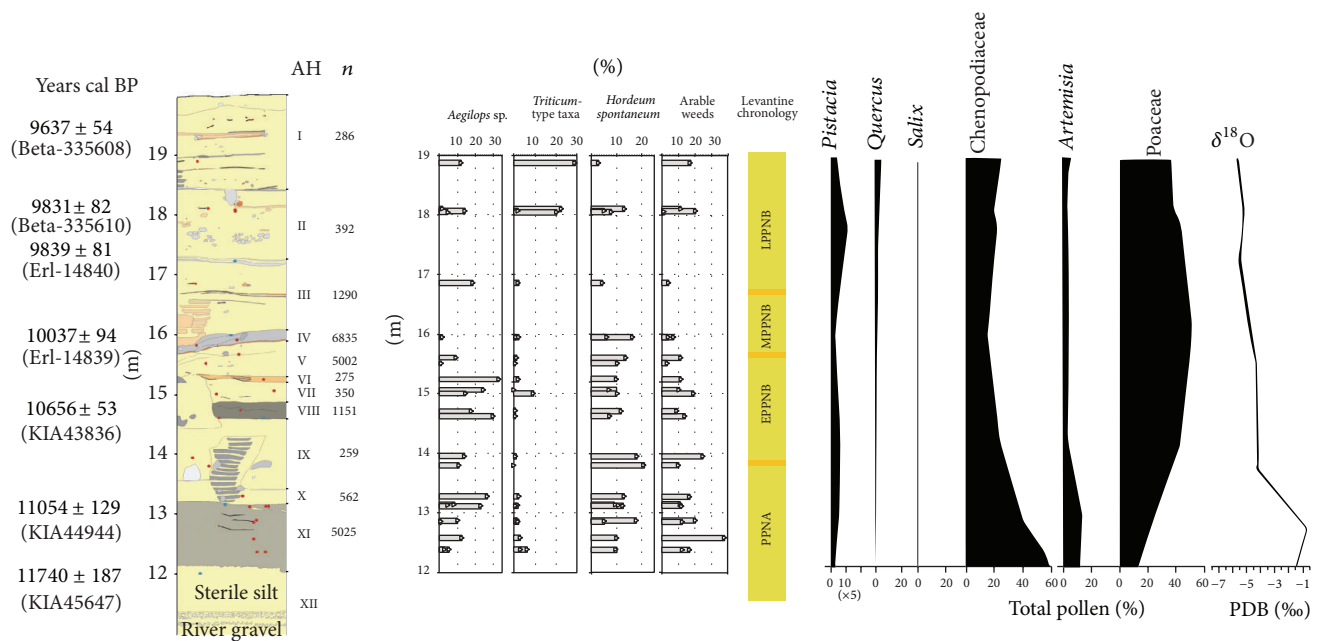 Years cal BP
AH
n
9637 ± 54
(Beta-335608)
9831 ± 82
(Beta-335610)
9839 ± 81
(Erl-14840)
10037 ± 94
(Erl-14839)
10656 ± 53
(KIA43836)
11054 ± 129
(KIA44944)
11740 ± 187
(KIA45647)
19
18
17
16
15
14
13
12
(m)
I 286
II 392
III 1290
IV 6835
V 5002
VI 275
VII 350
VIII 1151
IX 259
X 562
XI 5025
XII
Sterile silt
River gravel
(%)
Aegilops sp.
Triticum-
type taxa
Hordeum
spontaneum
Arable
weeds
Levantine
chronology
10 20 30
10 20 30
10 20 30
10 20 30
19
18
17
16
15
14
13
12
(m)
LPPNB
MPPNB
EPPNB
PPNA
Pistacia
Quercus
Salix
Chenopodiaceae
Artemisia
Poaceae
δ18O
0 10
(×5)
0 20
0 20
0 20 40 60
0 20
0 20 40 60
−7 −5 −3 −1
Total pollen (%)
PDB (‰)